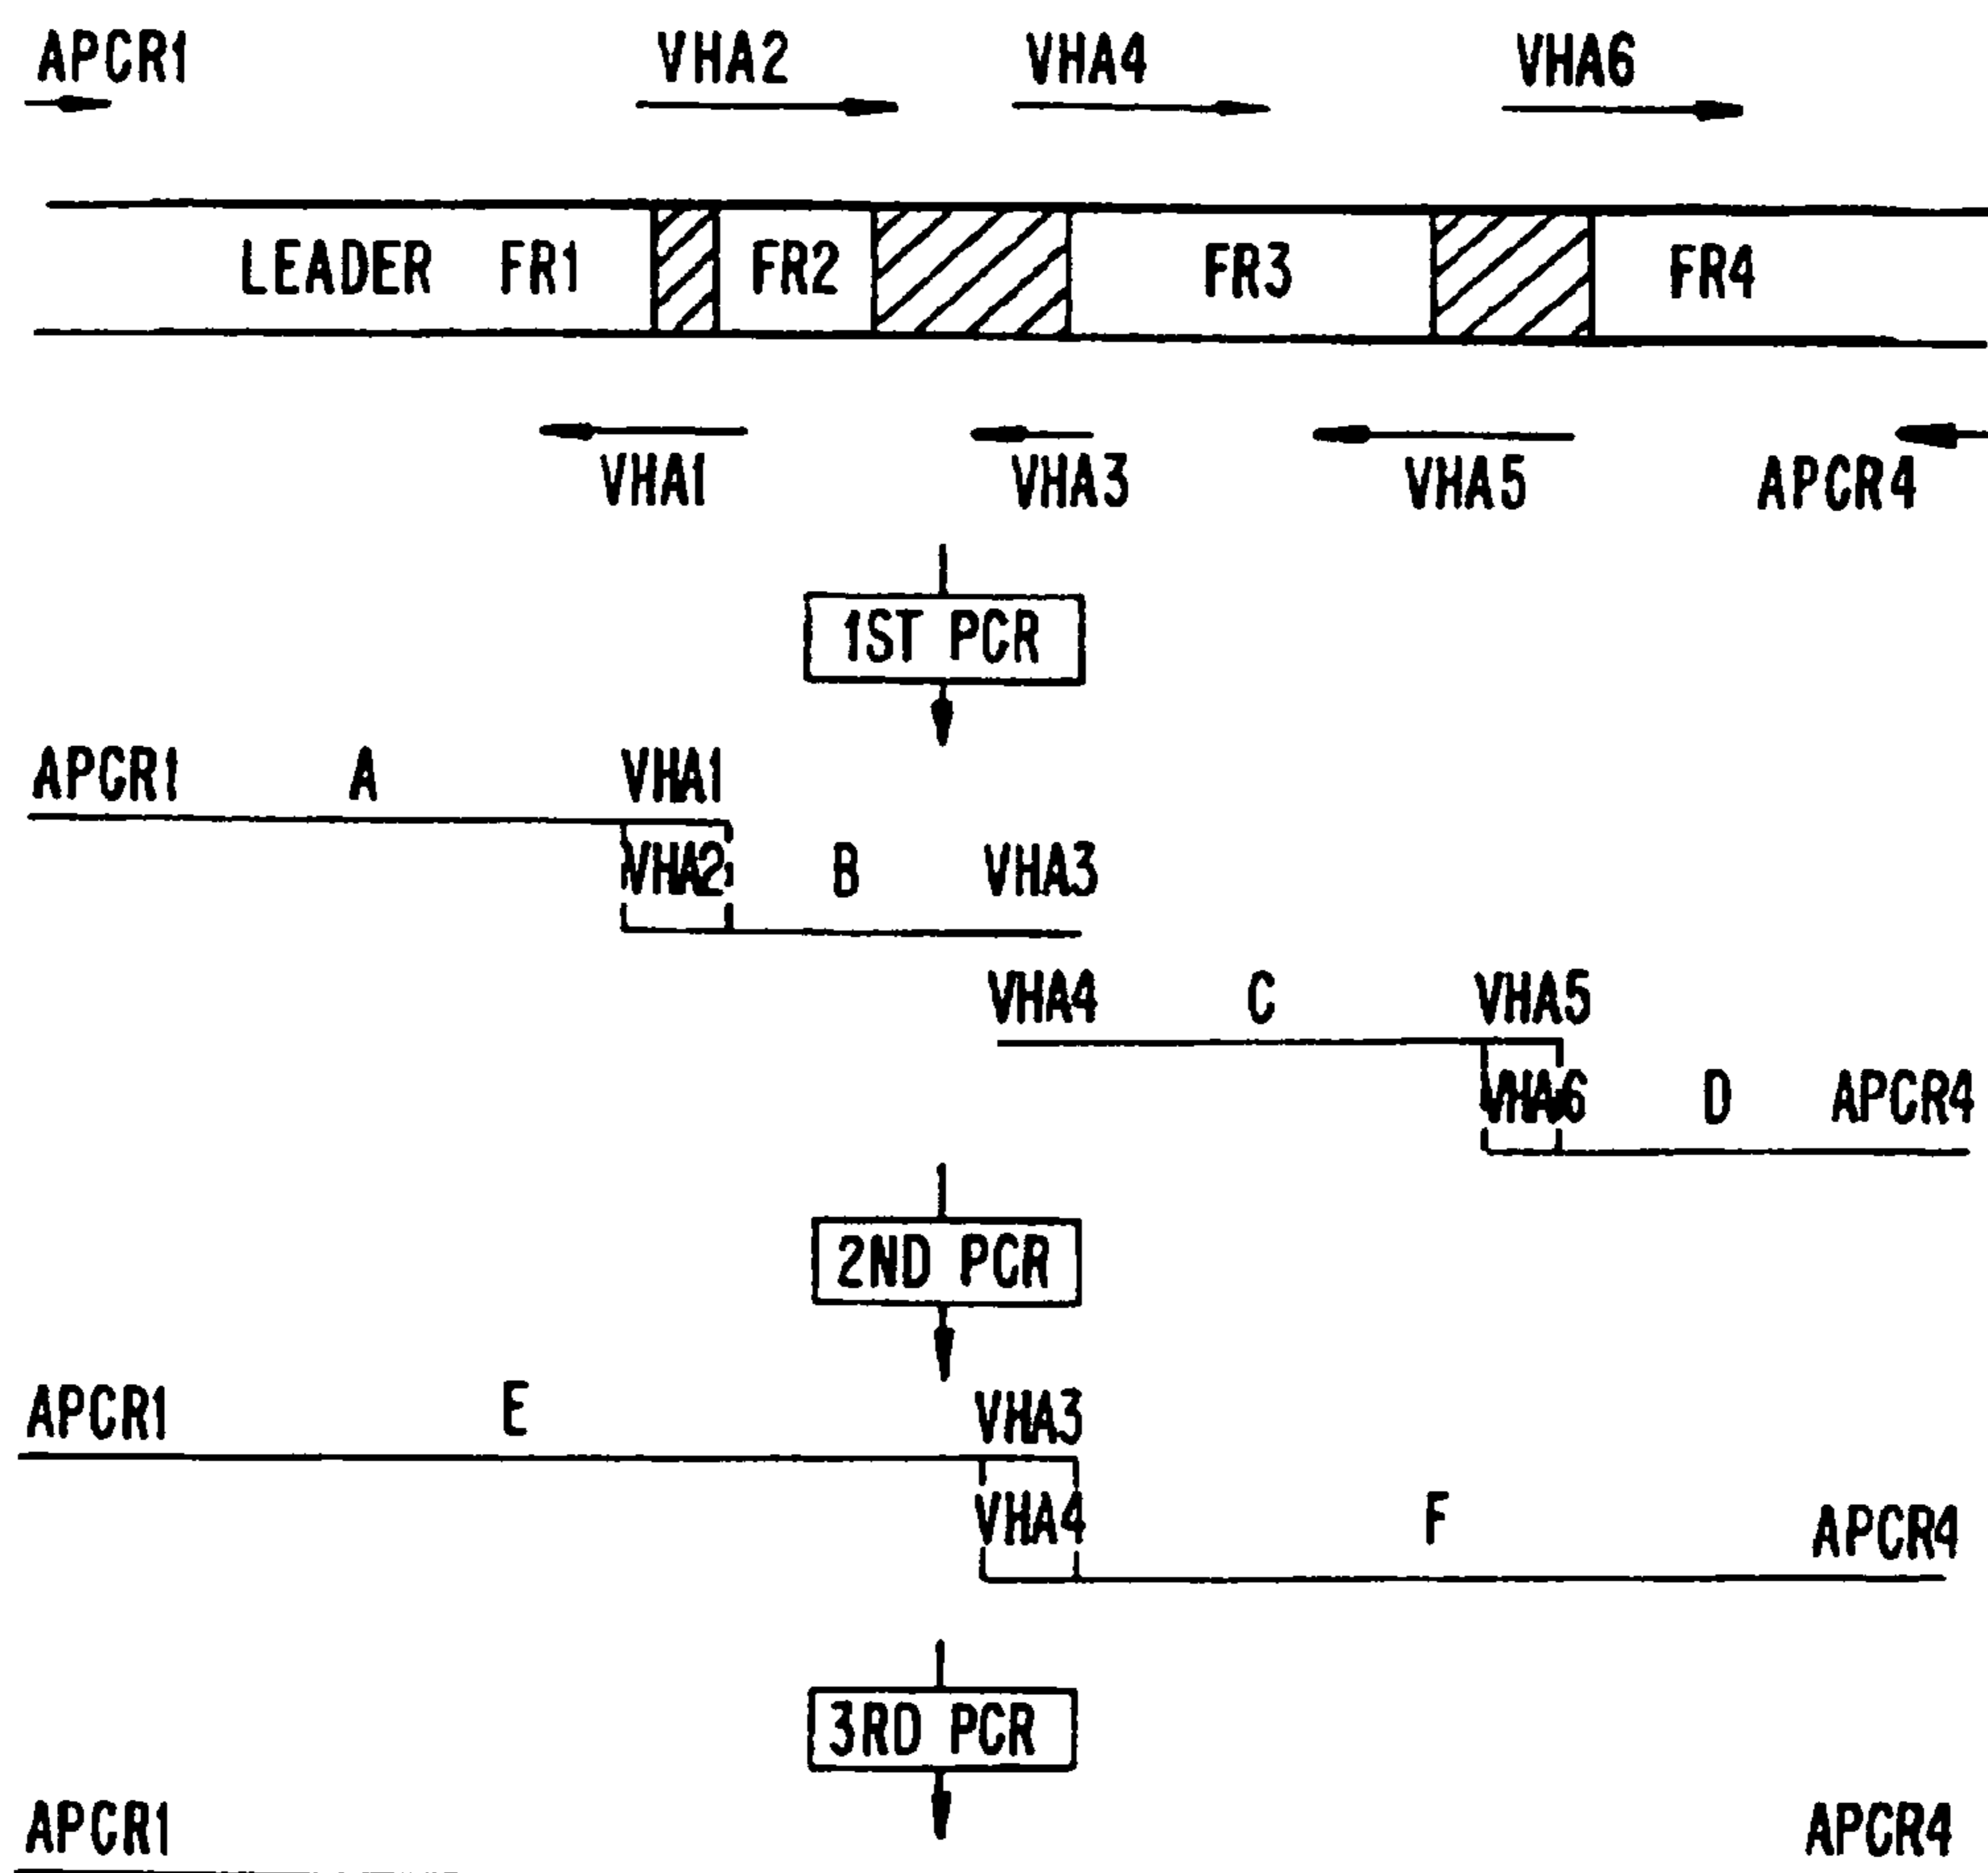 APCR1 VHA2 VHA4 VHA6
LEADER FR1 FR2 FR3 FR4
VHA1 VHA3 VHA5 APCR4
1ST PCR
APCR1 A VHA1
VHA2 B VHA3
VHA4 C VHA5
VHA6 D APCR4
2ND PCR
APCR1 E VHA3
VHA4 F APCR4
3RD PCR
APCR1 APCR4